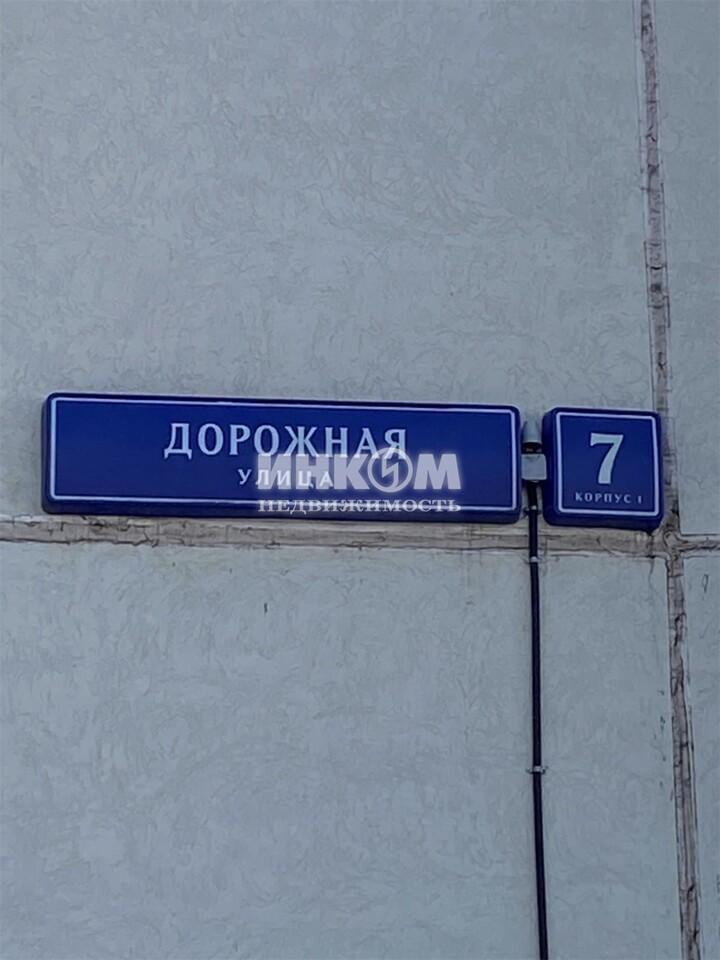 ДОРОЖНАЯ
УЛИЦА
7
КОРПУС 1
ИНКОМ
НЕДВИЖИМОСТЬ